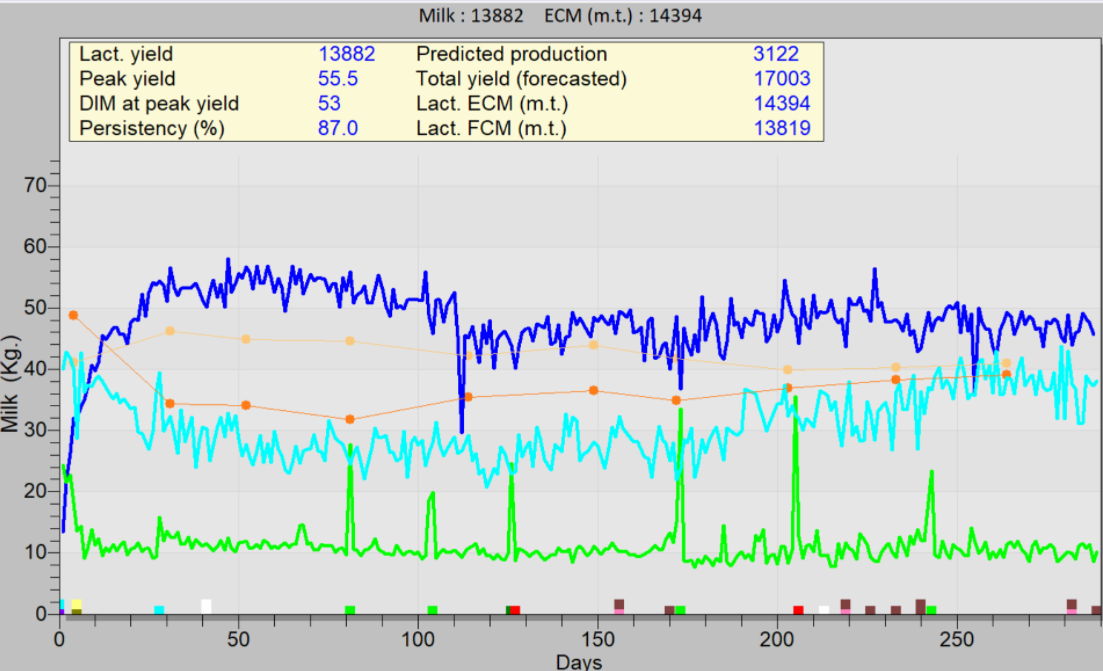 Milk : 13882 ECM (m.t.) : 14394
Lact. yield 13882 Predicted production 3122
Peak yield 55.5 Total yield (forecasted) 17003
DIM at peak yield 53 Lact. ECM (m.t.) 14394
Persistency (%) 87.0 Lact. FCM (m.t.) 13819
Milk (Kg.)
70
60
50
40
30
20
10
0
0 50 100 150 200 250
Days